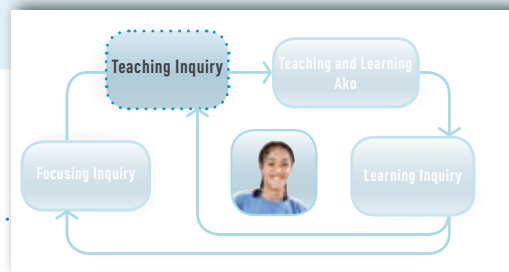 Teaching Inquiry
Teaching and Learning
Ako
Focusing Inquiry
Learning Inquiry